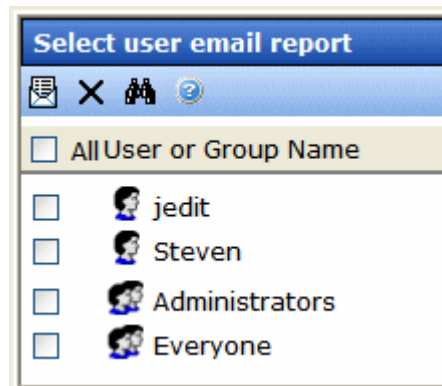 Select user email report
All User or Group Name
jedit
Steven
Administrators
Everyone